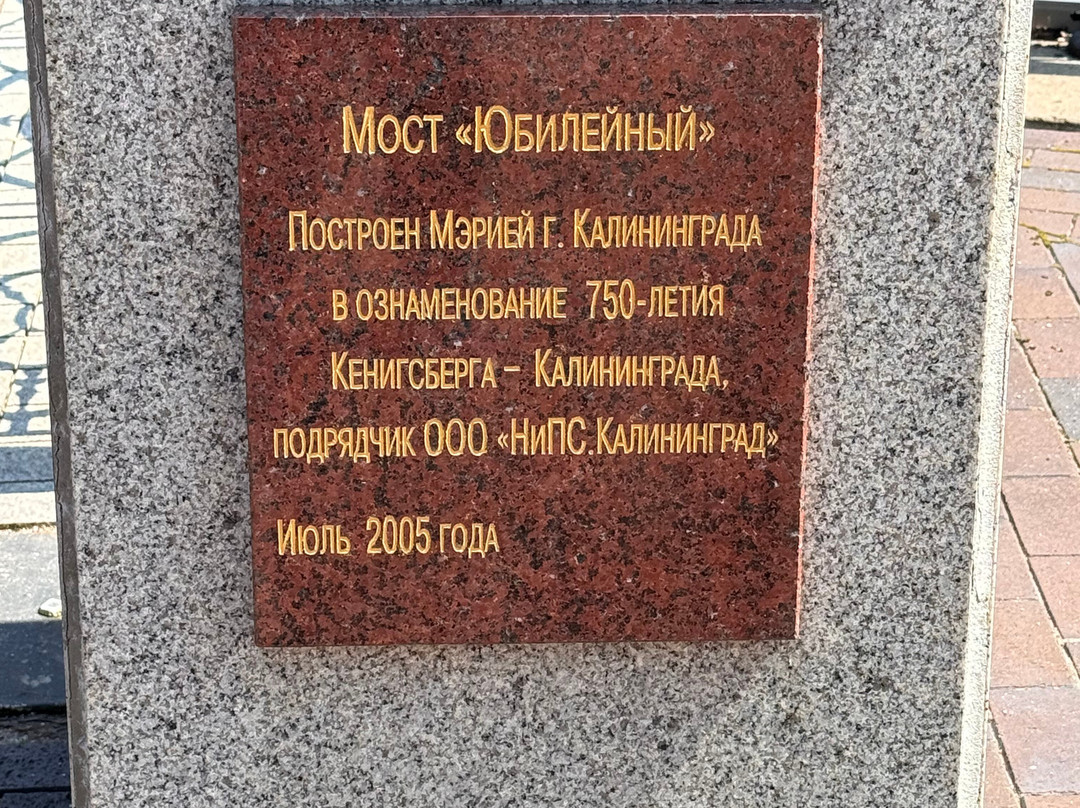 Мост «Юбилейный»
Построен Мэрией г. Калининграда
в ознаменование 750-летия
Кенигсберга – Калининграда,
подрядчик ООО «НиПС.Калининград»
Июль 2005 года